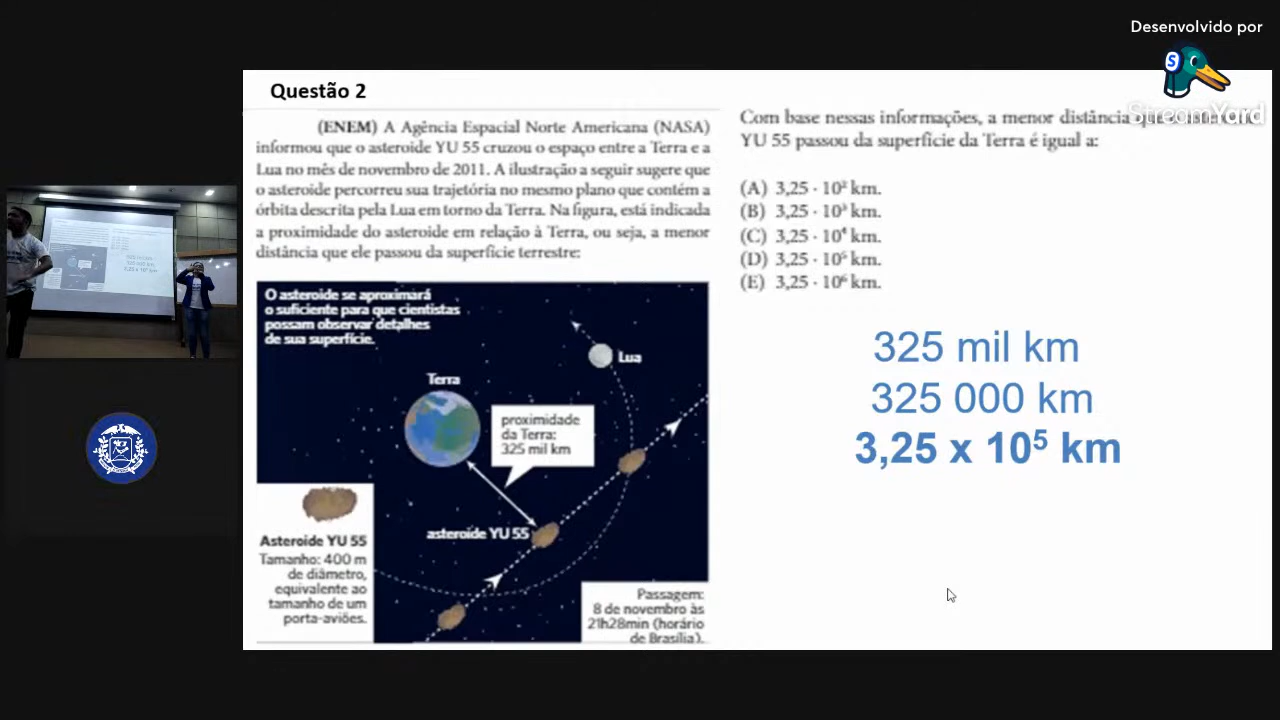 Desenvolvido por
StreamYard
Questão 2
(ENEM) A Agência Espacial Norte Americana (NASA)
informou que o asteroide YU 55 cruzou o espaço entre a Terra e a
Lua no mês de novembro de 2011. A ilustração a seguir sugere que
o asteroide percorreu sua trajetória no mesmo plano que contém a
órbita descrita pela Lua em torno da Terra. Na figura, está indicada
a proximidade do asteroide em relação à Terra, ou seja, a menor
distância que ele passou da superfície terrestre:
O asteroide se aproximará
o suficiente para que cientistas
possam observar detalhes
de sua superfície.
Lua
Terra
proximidade
da Terra:
325 mil km
asteroide YU 55
Asteroide YU 55
Tamanho: 400 m
de diâmetro,
equivalente ao
tamanho de um
porta-aviões.
Passagem:
8 de novembro às
21h28min (horário
de Brasília).
Com base nessas informações, a menor distância
YU 55 passou da superfície da Terra é igual a:
(A) 3,25 · 10² km.
(B) 3,25 · 10³ km.
(C) 3,25 · 10⁴ km.
(D) 3,25 · 10⁵ km.
(E) 3,25 · 10⁶ km.
325 mil km
325 000 km
3,25 x 10⁵ km